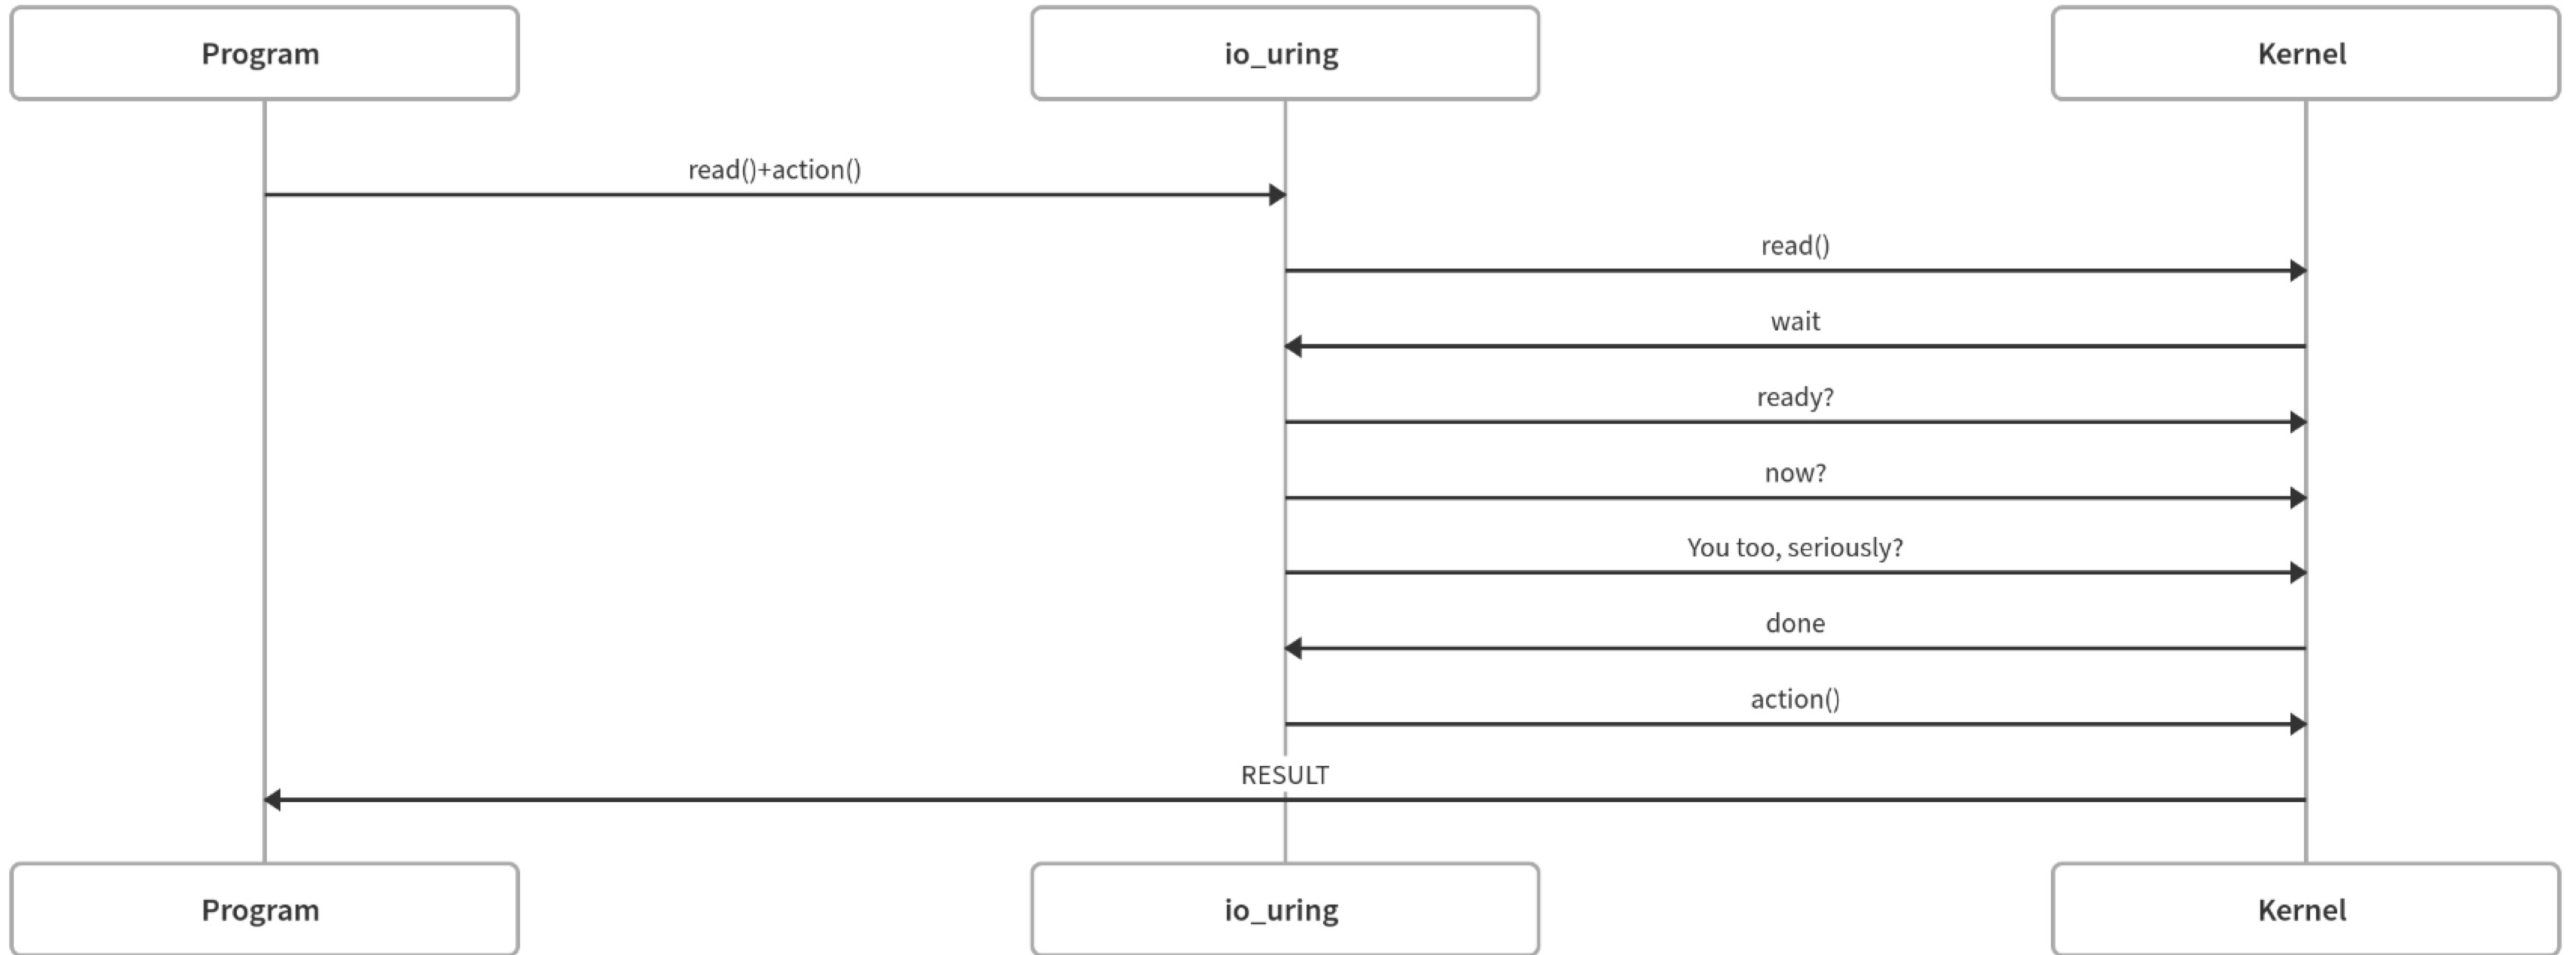 Program
io_uring
Kernel
read()+action()
read()
wait
ready?
now?
You too, seriously?
done
action()
RESULT
Program
io_uring
Kernel